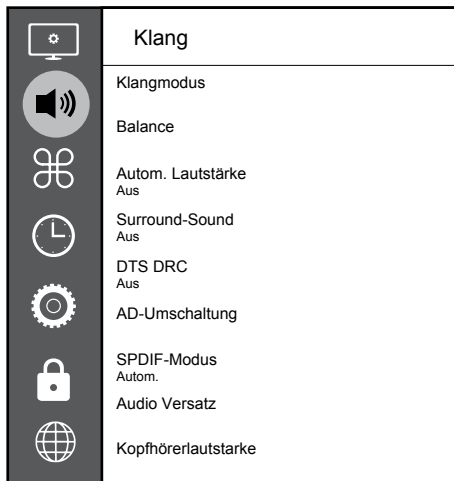 Klang
Klangmodus
Balance
Autom. Lautstärke
Aus
Surround-Sound
Aus
DTS DRC
Aus
AD-Umschaltung
SPDIF-Modus
Autom.
Audio Versatz
Kopfhörerlautstarke